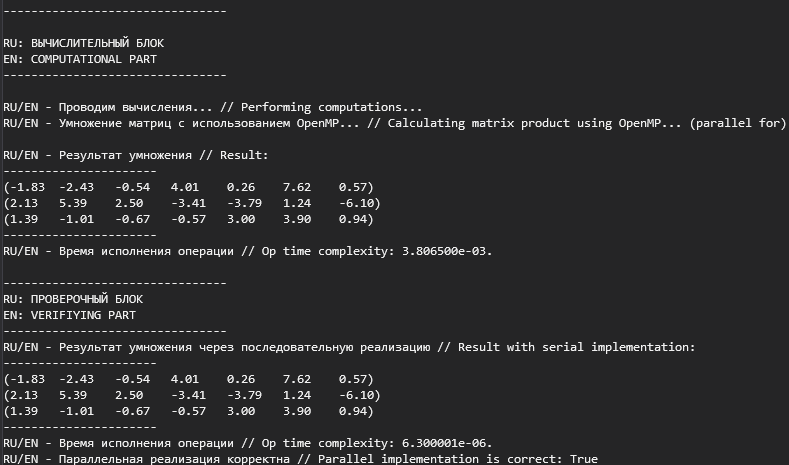 --------------------------------
RU: ВЫЧИСЛИТЕЛЬНЫЙ БЛОК
EN: COMPUTATIONAL PART
--------------------------------
RU/EN - Проводим вычисления... // Performing computations...
RU/EN - Умножение матриц с использованием OpenMP... // Calculating matrix product using OpenMP... (parallel for)
RU/EN - Результат умножения // Result:
----------------------
(-1.83  -2.43   -0.54   4.01    0.26    7.62    0.57)
(2.13   5.39    2.50    -3.41   -3.79   1.24    -6.10)
(1.39   -1.01   -0.67   -0.57   3.00    3.90    0.94)
----------------------
RU/EN - Время исполнения операции // Op time complexity: 3.806500e-03.
--------------------------------
RU: ПРОВЕРОЧНЫЙ БЛОК
EN: VERIFIYING PART
--------------------------------
RU/EN - Результат умножения через последовательную реализацию // Result with serial implementation:
----------------------
(-1.83  -2.43   -0.54   4.01    0.26    7.62    0.57)
(2.13   5.39    2.50    -3.41   -3.79   1.24    -6.10)
(1.39   -1.01   -0.67   -0.57   3.00    3.90    0.94)
----------------------
RU/EN - Время исполнения операции // Op time complexity: 6.300001e-06.
RU/EN - Параллельная реализация корректна // Parallel implementation is correct: True